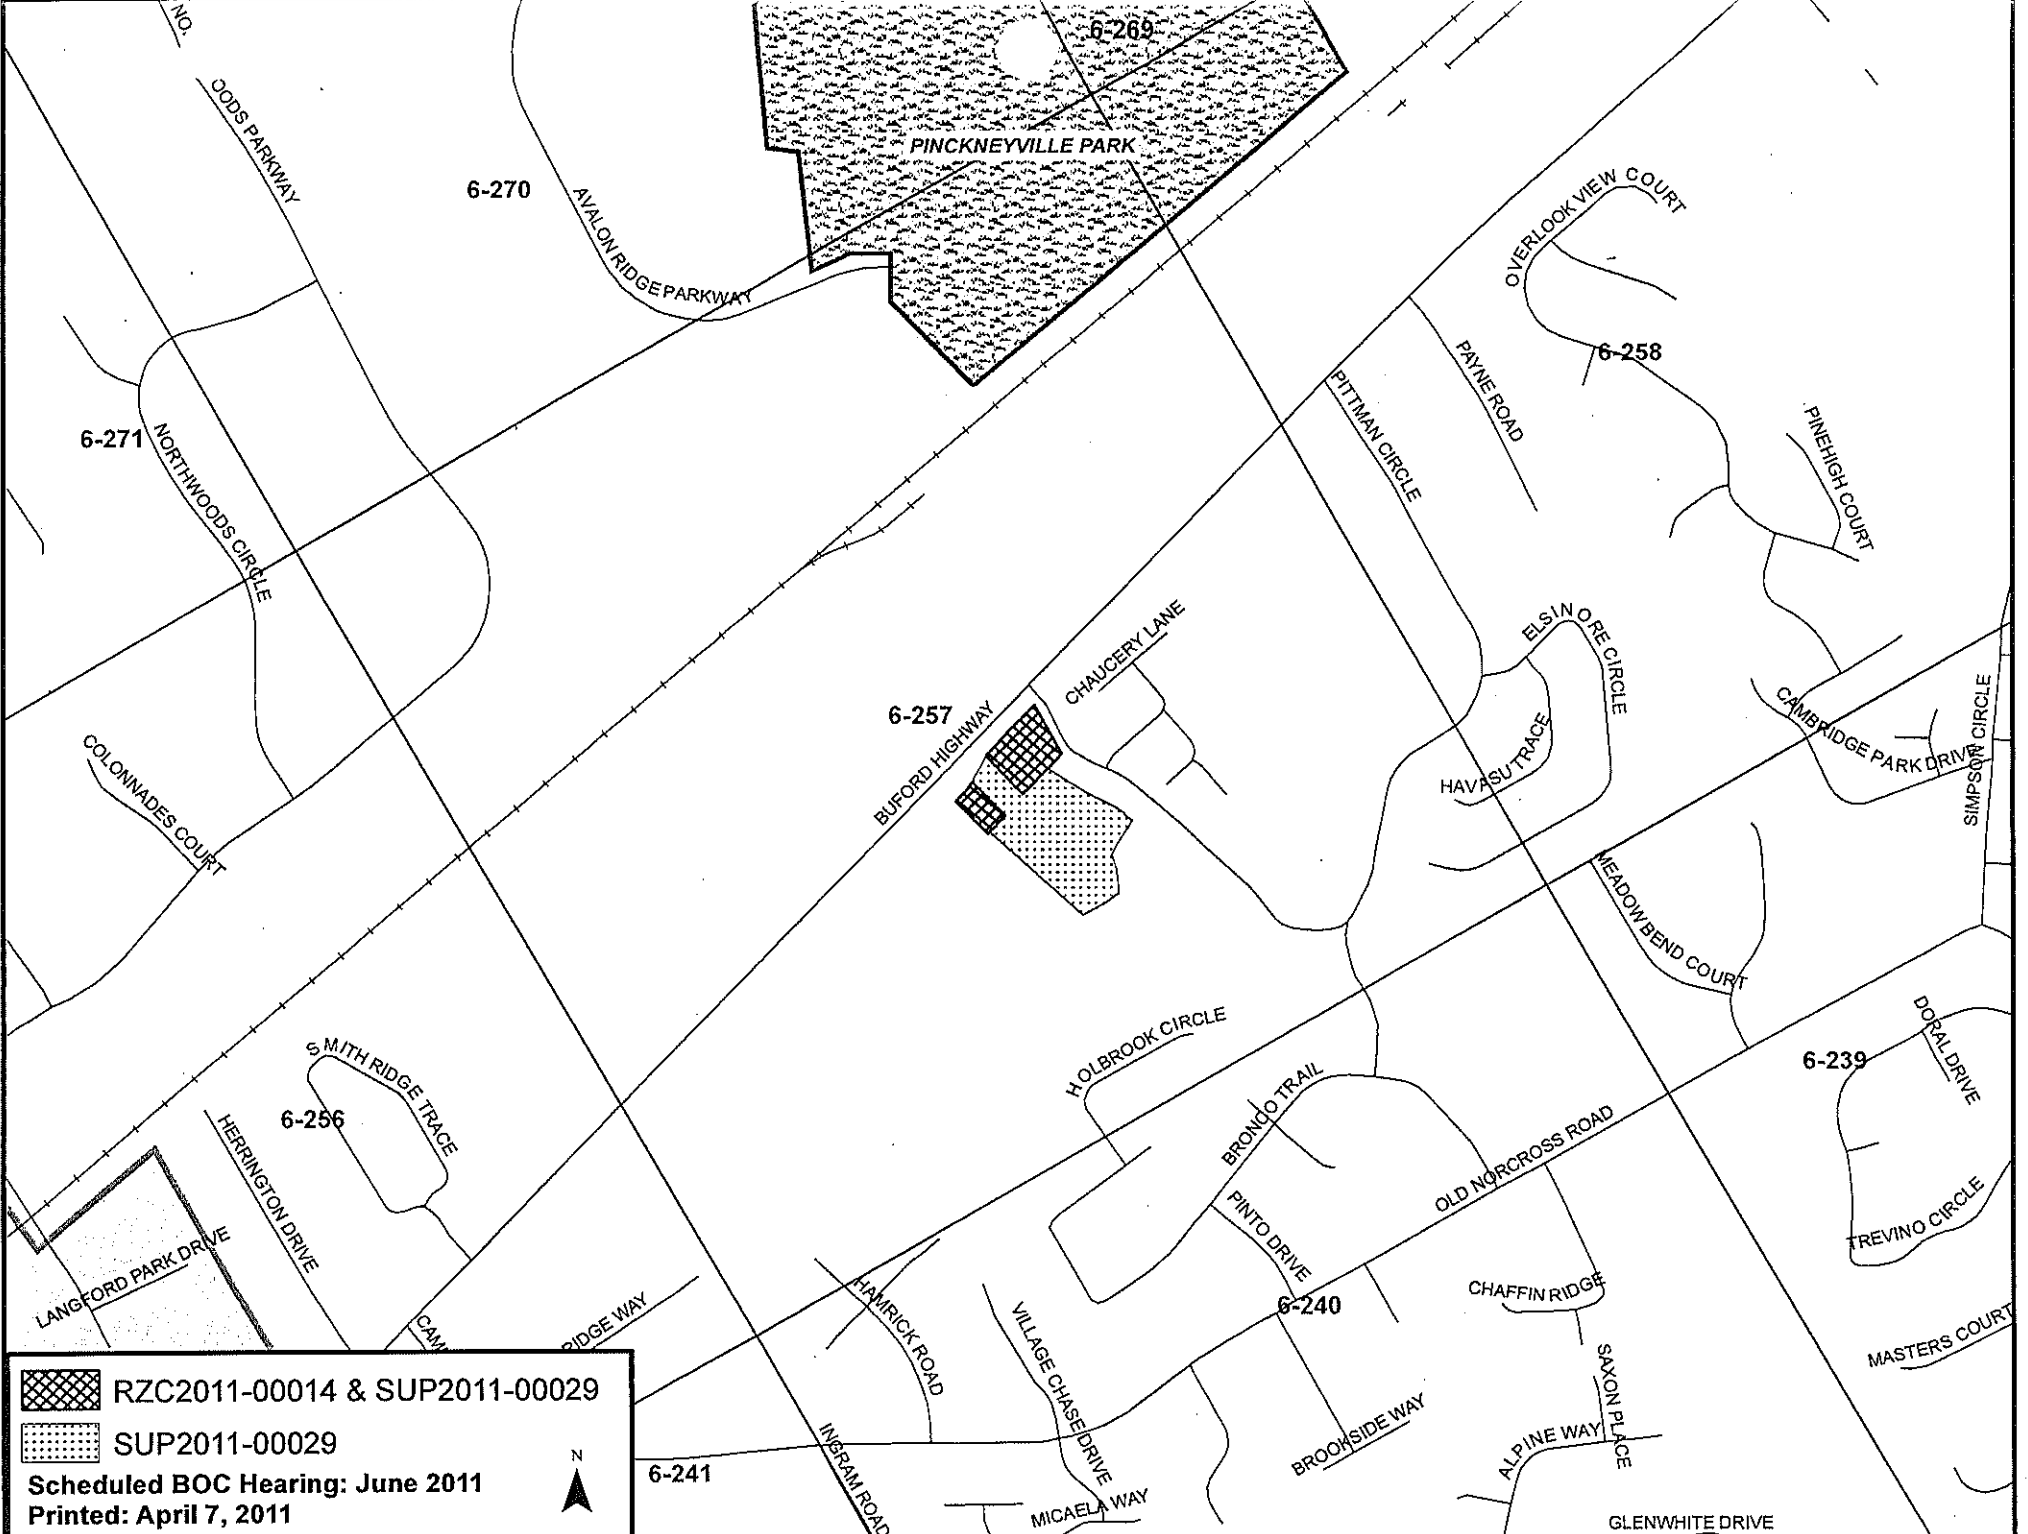 NO.
6-269
OODS PARKWAY
PINCKNEYVILLE PARK
6-270
AVALON RIDGE PARKWAY
OVERLOOK VIEW COURT
6-258
PAYNE ROAD
PITTMAN CIRCLE
PINEHIGH COURT
6-271
NORTHWOODS CIRCLE
CHAUCERY LANE
ELSINORE CIRCLE
6-257
BUFORD HIGHWAY
HAVASU TRACE
CAMBRIDGE PARK DRIVE
SIMPSON CIRCLE
COLONNADES COURT
MEADOW BEND COURT
HOLBROOK CIRCLE
DORAL DRIVE
6-239
SMITH RIDGE TRACE
6-256
HERRINGTON DRIVE
BRONCO TRAIL
OLD NORCROSS ROAD
PINTO DRIVE
TREVINO CIRCLE
LANGFORD PARK DRIVE
6-240
CHAFFIN RIDGE
HAMRICK ROAD
VILLAGE CHASE DRIVE
CAM
RIDGE WAY
SAXON PLACE
MASTERS COURT
BROOKSIDE WAY
ALPINE WAY
INGRAM ROAD
6-241
MICAELA WAY
GLENWHITE DRIVE
RZC2011-00014 & SUP2011-00029
SUP2011-00029
Scheduled BOC Hearing: June 2011
Printed: April 7, 2011
N